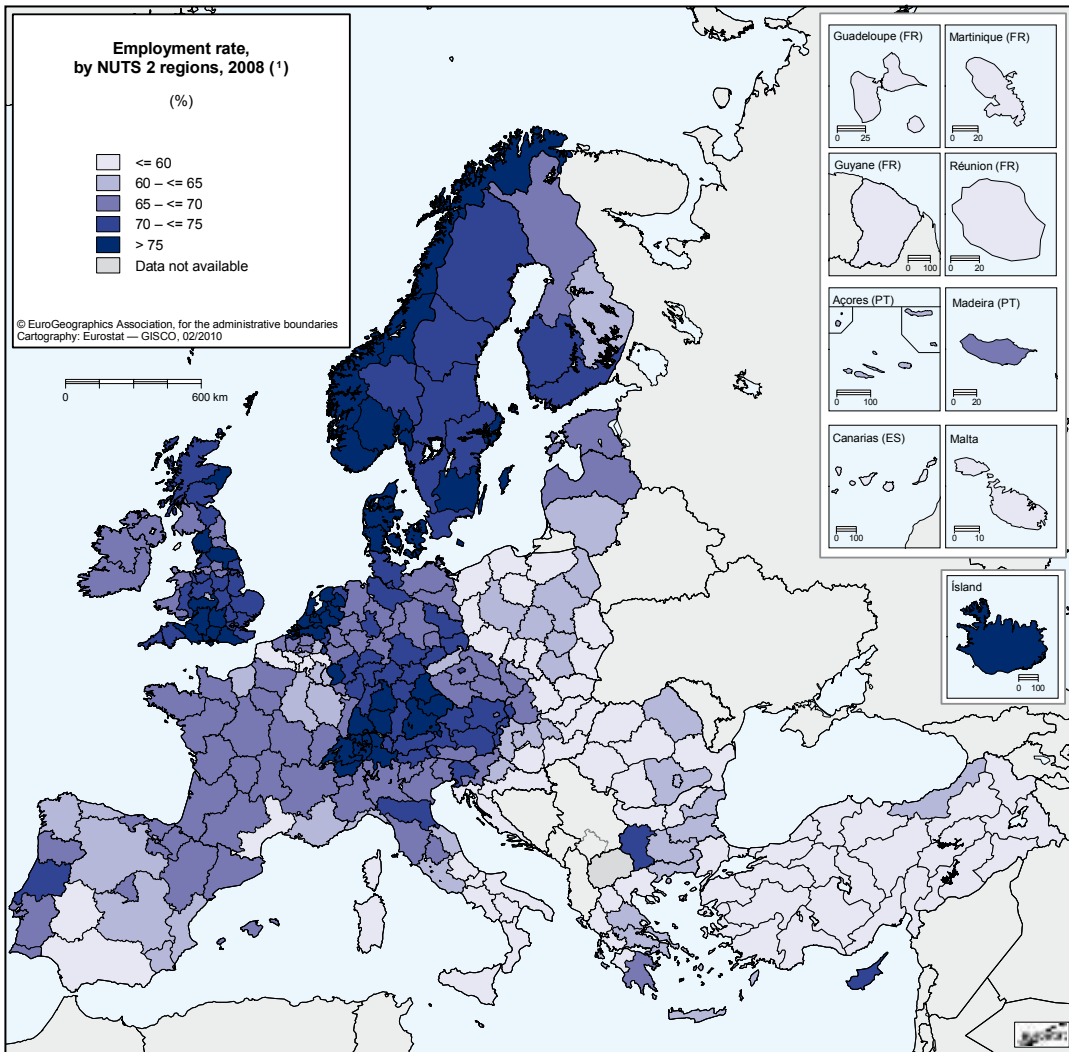 Employment rate,
by NUTS 2 regions, 2008 (¹)
(%)
<= 60
60 – <= 65
65 – <= 70
70 – <= 75
> 75
Data not available
© EuroGeographics Association, for the administrative boundaries
Cartography: Eurostat — GISCO, 02/2010
0 600 km
Guadeloupe (FR)
0 25
Martinique (FR)
0 20
Guyane (FR)
0 100
Réunion (FR)
0 20
Açores (PT)
0 100
Madeira (PT)
0 20
Canarias (ES)
0 100
Malta
0 10
Ísland
0 100